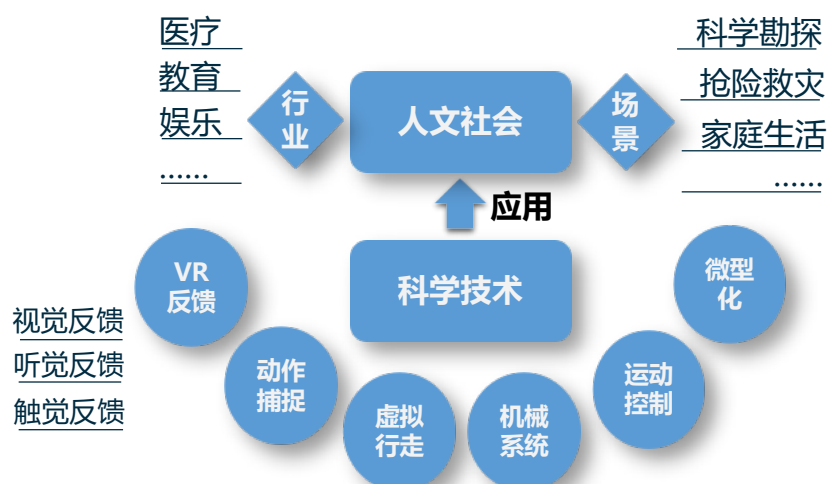 医疗
教育
娱乐
……
行业
人文社会
场景
科学勘探
抢险救灾
家庭生活
……
应用
科学技术
VR
反馈
视觉反馈
听觉反馈
触觉反馈
动作
捕捉
虚拟
行走
机械
系统
运动
控制
微型
化